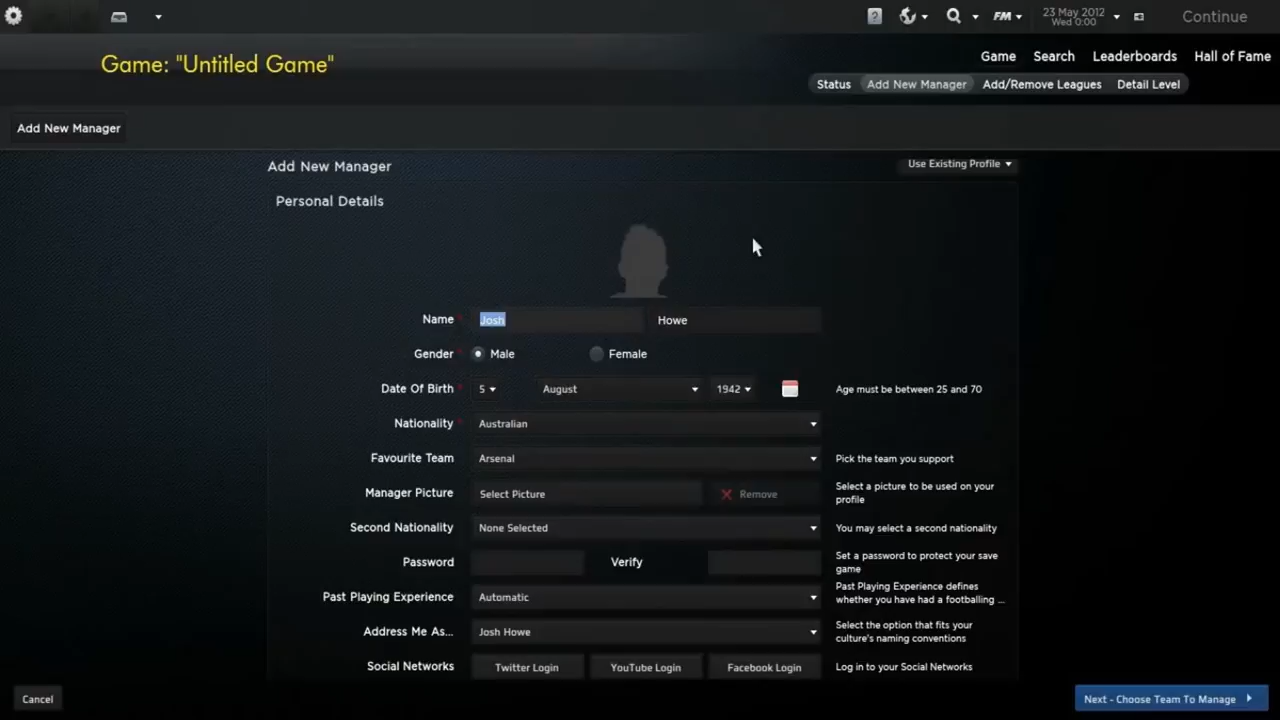 23 May 2012
Wed 0:00
FM
Continue
Game: "Untitled Game"
Game Search Leaderboards Hall of Fame
Status Add New Manager Add/Remove Leagues Detail Level
Add New Manager
Add New Manager
Use Existing Profile
Personal Details
Name * Josh Howe
Gender * Male Female
Date Of Birth * 5 August 1942 Age must be between 25 and 70
Nationality * Australian
Favourite Team Arsenal Pick the team you support
Manager Picture Select Picture Remove Select a picture to be used on your
profile
Second Nationality None Selected You may select a second nationality
Password Verify Set a password to protect your save
game
Past Playing Experience Automatic Past Playing Experience defines
whether you have had a footballing ...
Address Me As... Josh Howe Select the option that fits your
culture's naming conventions
Social Networks Twitter Login YouTube Login Facebook Login Log in to your Social Networks
Cancel
Next - Choose Team To Manage